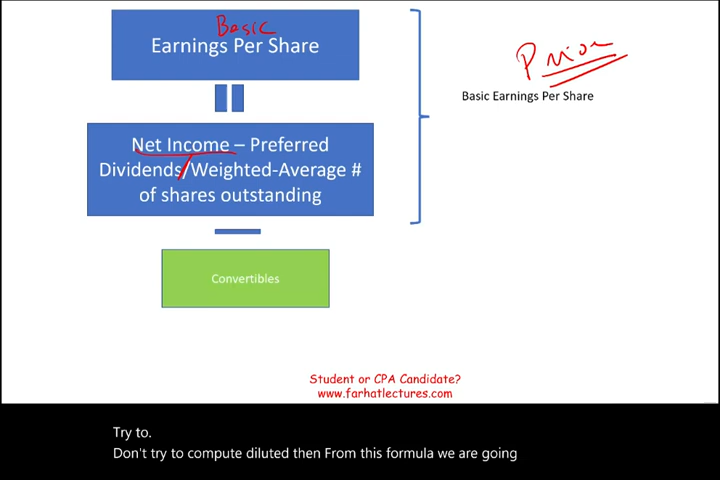 Basic
Earnings Per Share
Prior
Basic Earnings Per Share
Net Income – Preferred
Dividends/Weighted-Average #
of shares outstanding
Convertibles
Student or CPA Candidate?
www.farhatlectures.com
Try to.
Don't try to compute diluted then From this formula we are going